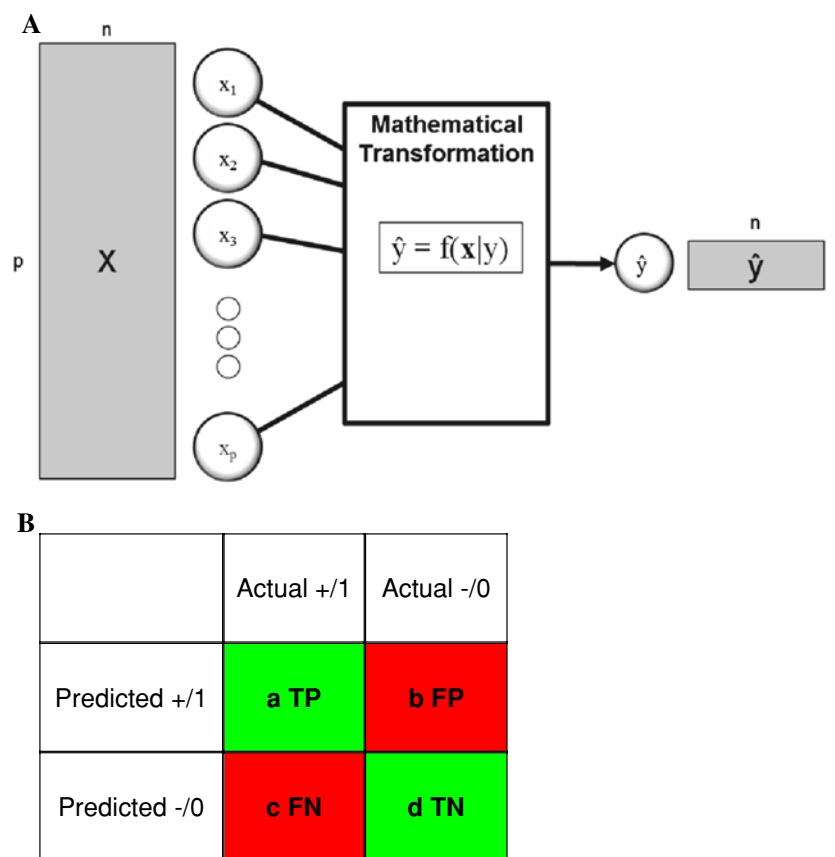 A
n
p
X
x₁
x₂
x₃
xₚ
Mathematical
Transformation
ŷ = f(x|y)
ŷ
n
ŷ
B
Actual +/1
Actual -/0
Predicted +/1
a TP
b FP
Predicted -/0
c FN
d TN